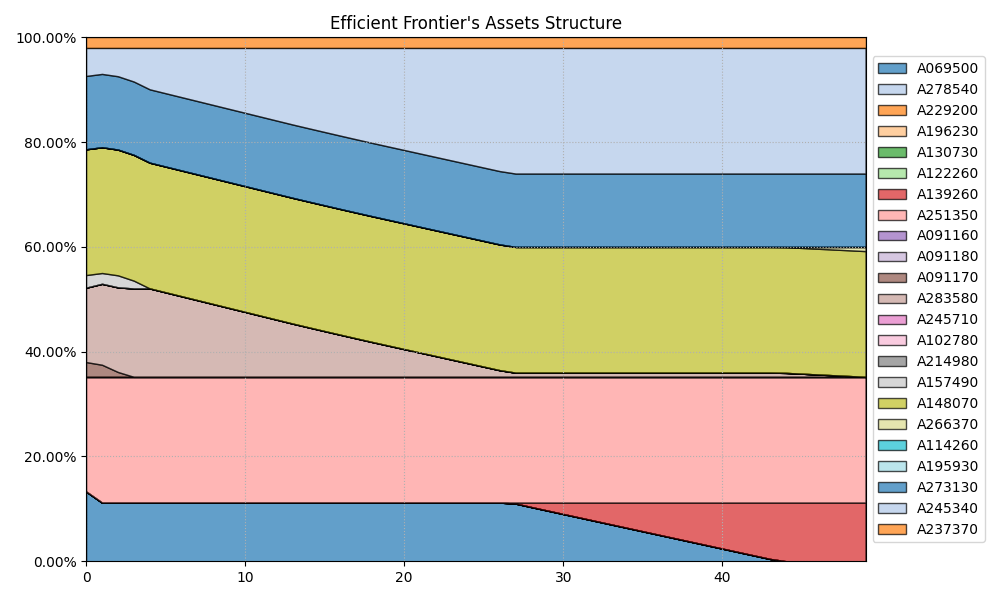 Efficient Frontier's Assets Structure
100.00%
80.00%
60.00%
40.00%
20.00%
0.00%
0
10
20
30
40
A069500
A278540
A229200
A196230
A130730
A122260
A139260
A251350
A091160
A091180
A091170
A283580
A245710
A102780
A214980
A157490
A148070
A266370
A114260
A195930
A273130
A245340
A237370